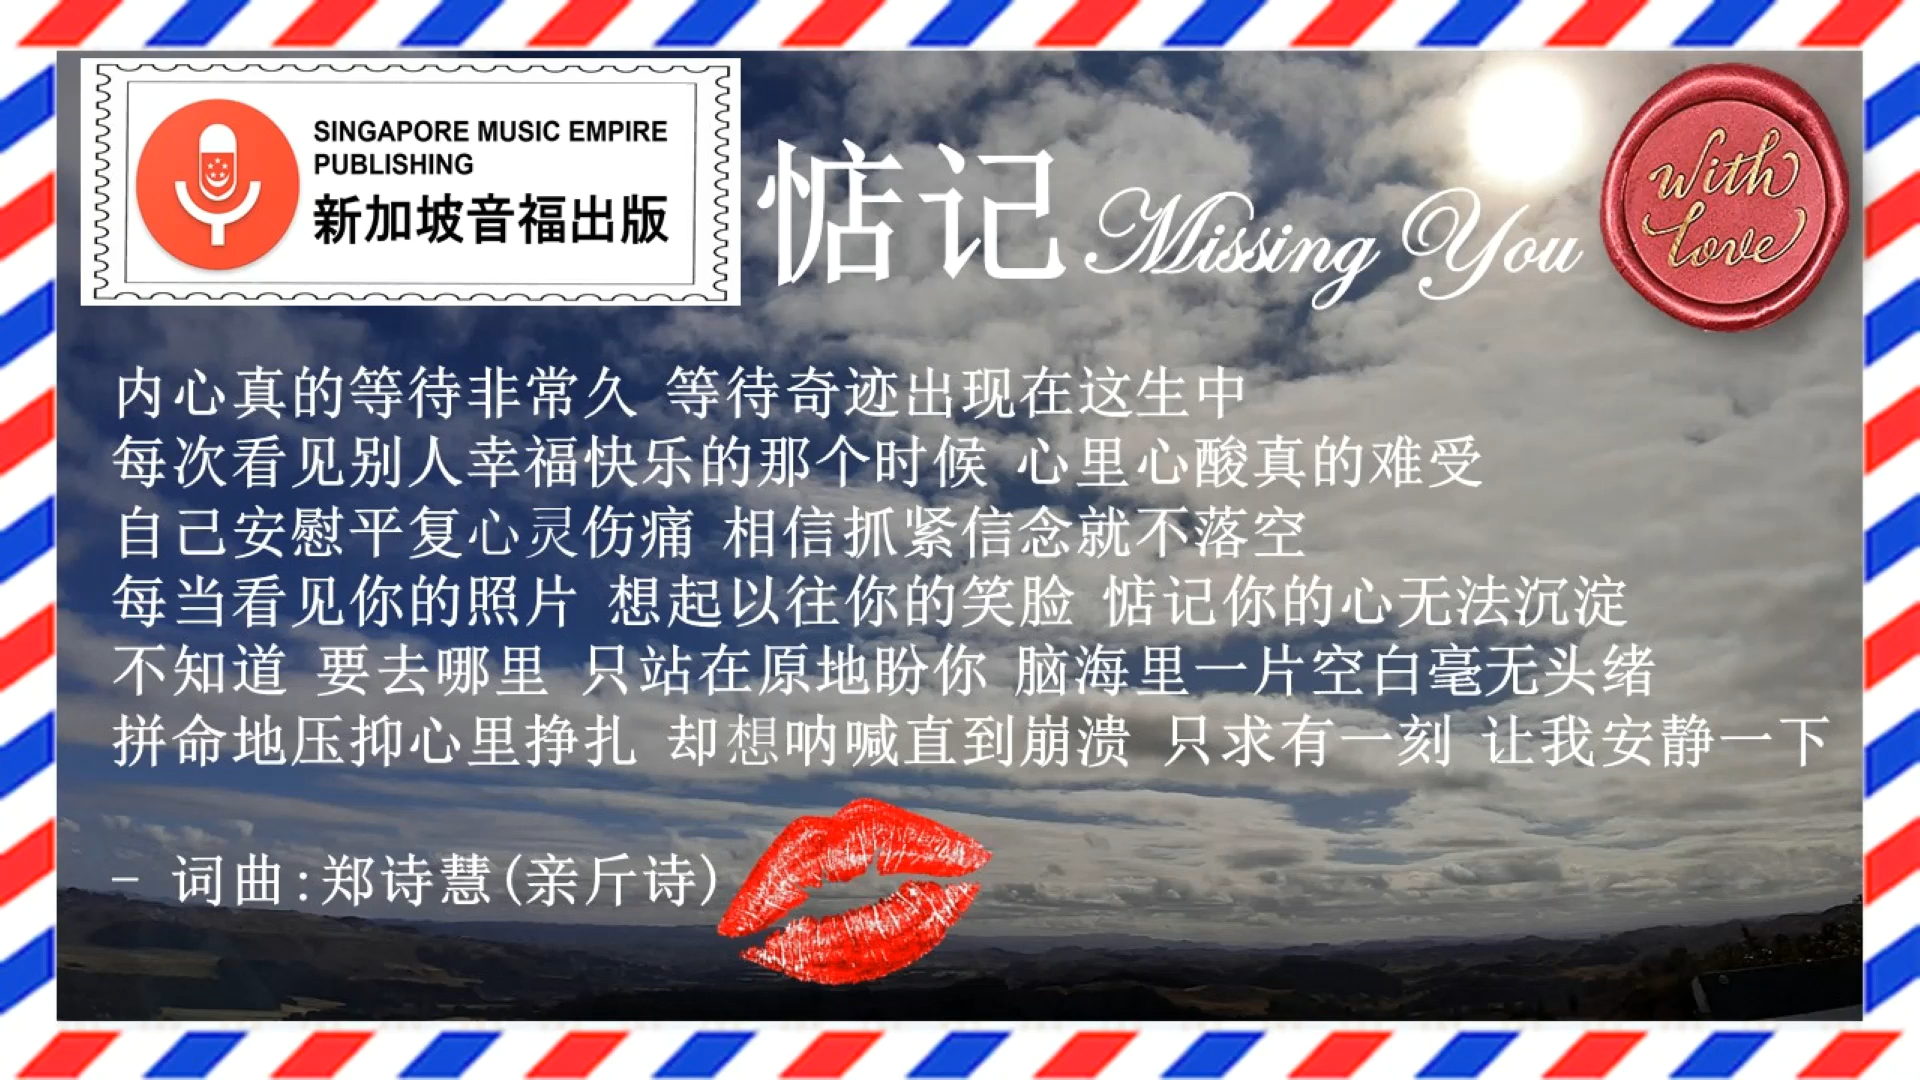 SINGAPORE MUSIC EMPIRE
PUBLISHING
新加坡音福出版
惦记 Missing You
With
Love
内心真的等待非常久 等待奇迹出现在这生中
每次看见别人幸福快乐的那个时候 心里心酸真的难受
自己安慰平复心灵伤痛 相信抓紧信念就不落空
每当看见你的照片 想起以往你的笑脸 惦记你的心无法沉淀
不知道 要去哪里 只站在原地盼你 脑海里一片空白毫无头绪
拼命地压抑心里挣扎 却想呐喊直到崩溃 只求有一刻 让我安静一下
- 词曲:郑诗慧(亲斤诗)